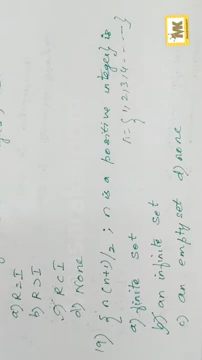 a) R = I
b) R ⊃ I
c) R ⊂ I
d) None
19) { n(n+1)/2 ; n is a positive integer} is
n = { 1, 2, 3, 4 - - - - }
a) finite set
b) an infinite set
c) an empty set d) none
MK